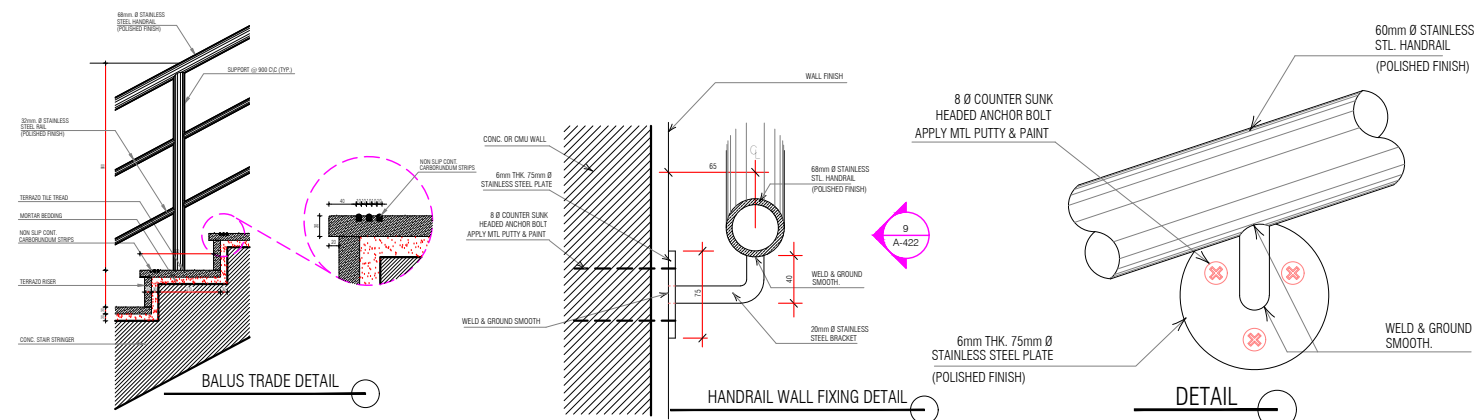 68mm. Ø STAINLESS
STEEL HANDRAIL
(POLISHED FINISH)
SUPPORT @ 900 C\C (TYP.)
32mm. Ø STAINLESS
STEEL RAIL
(POLISHED FINISH)
TERRAZO TILE TREAD
MORTAR BEDDING
NON SLIP CONT.
CARBORUNDUM STRIPS
TERRAZO RISER
CONC. STAIR STRINGER
BALUS TRADE DETAIL
NON SLIP CONT.
CARBORUNDUM STRIPS
40
WALL FINISH
CONC. OR CMU WALL
6mm THK. 75mm Ø
STAINLESS STEEL PLATE
8 Ø COUNTER SUNK
HEADED ANCHOR BOLT
APPLY MTL PUTTY & PAINT
WELD & GROUND SMOOTH
65
68mm Ø STAINLESS
STL. HANDRAIL
(POLISHED FINISH)
9
A-422
75
40
WELD & GROUND
SMOOTH.
20mm Ø STAINLESS
STEEL BRACKET
HANDRAIL WALL FIXING DETAIL
60mm Ø STAINLESS
STL. HANDRAIL
(POLISHED FINISH)
8 Ø COUNTER SUNK
HEADED ANCHOR BOLT
APPLY MTL PUTTY & PAINT
6mm THK. 75mm Ø
STAINLESS STEEL PLATE
(POLISHED FINISH)
WELD & GROUND
SMOOTH.
DETAIL